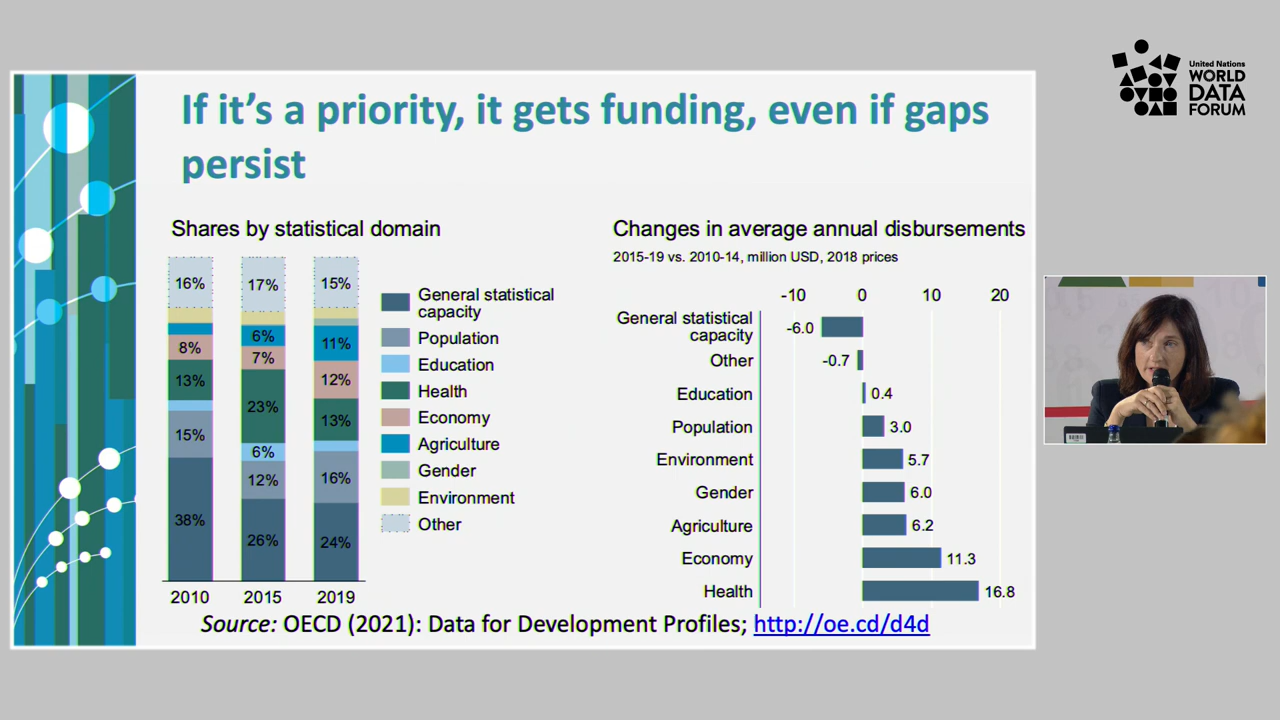 If it's a priority, it gets funding, even if gaps
persist
Shares by statistical domain
16%
17%
15%
8%
6%
11%
7%
12%
13%
23%
13%
15%
6%
12%
16%
38%
26%
24%
2010
2015
2019
General statistical
capacity
Population
Education
Health
Economy
Agriculture
Gender
Environment
Other
Changes in average annual disbursements
2015-19 vs. 2010-14, million USD, 2018 prices
-10 0 10 20
General statistical
capacity
-6.0
Other -0.7
Education 0.4
Population 3.0
Environment 5.7
Gender 6.0
Agriculture 6.2
Economy 11.3
Health 16.8
Source: OECD (2021): Data for Development Profiles; http://oe.cd/d4d
United Nations
WORLD
DATA
FORUM